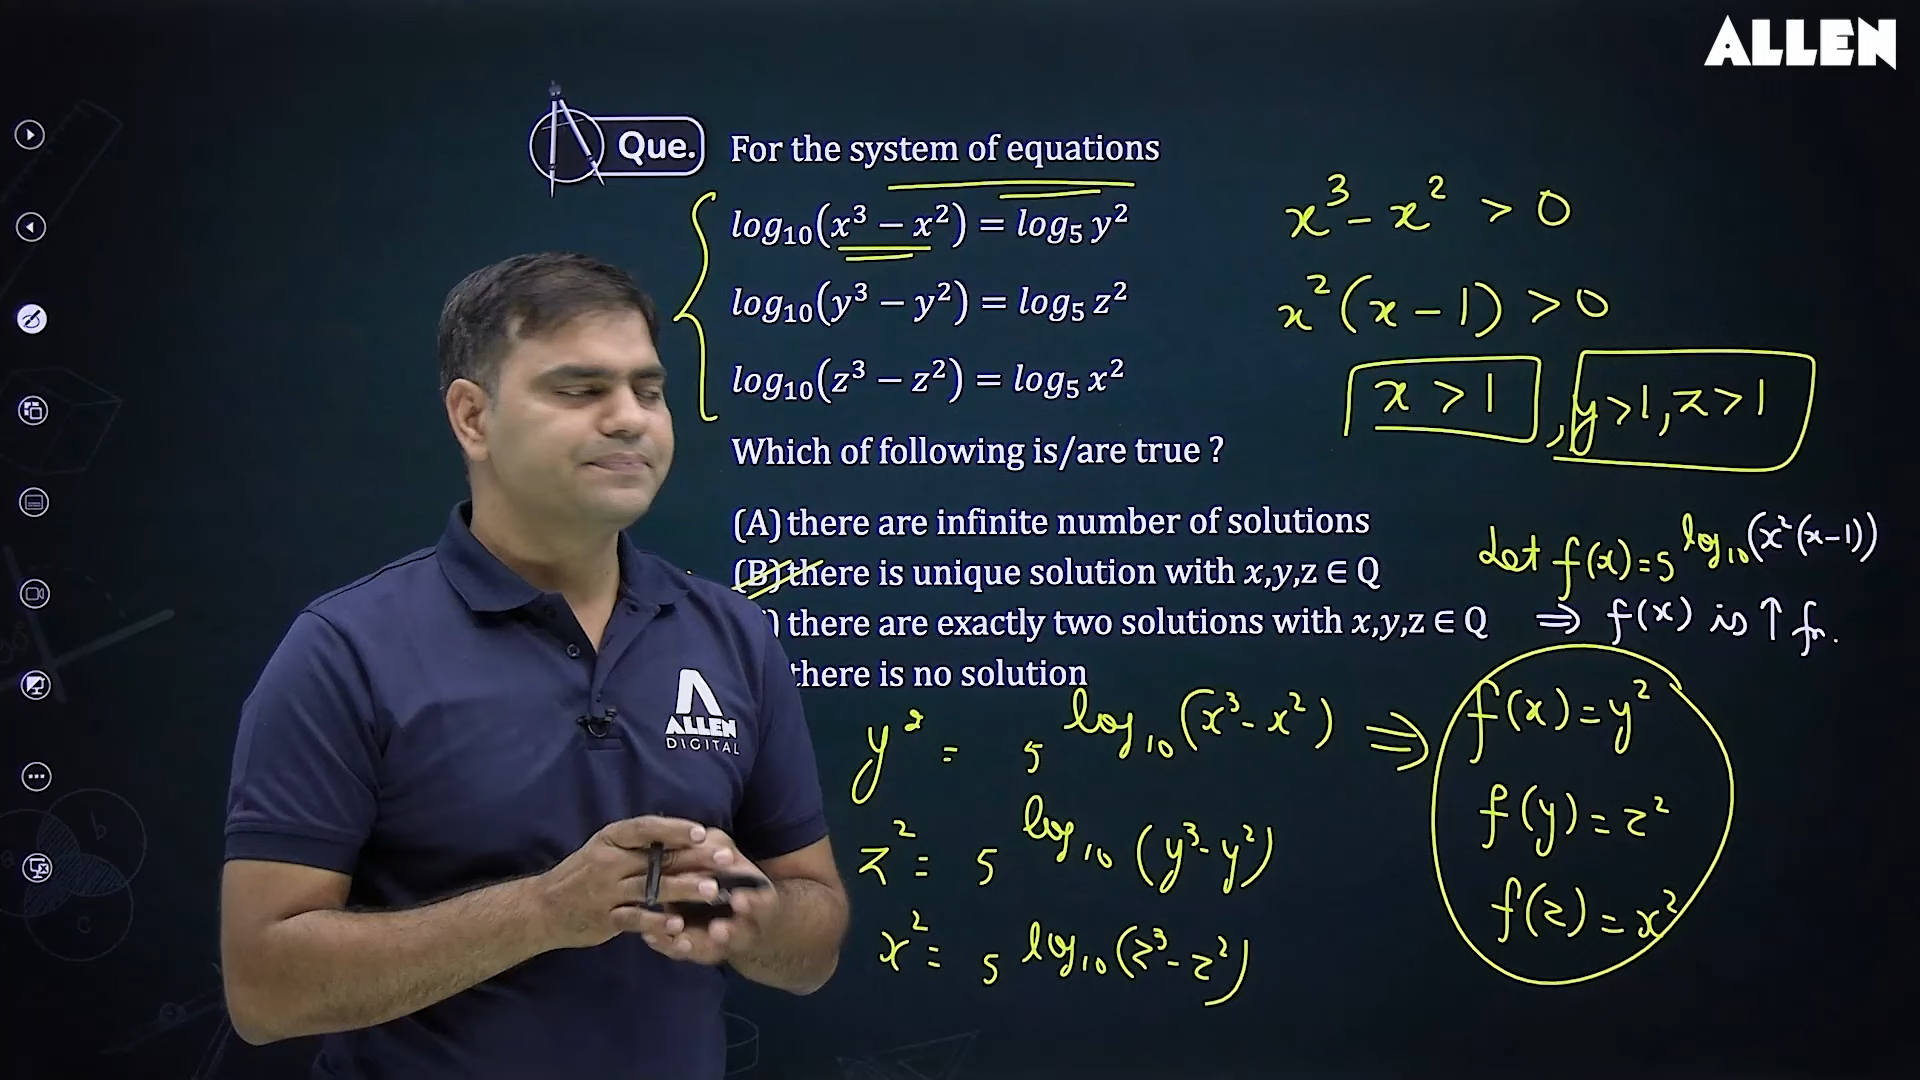 ALLEN
Que. For the system of equations
log₁₀(x³ − x²) = log₅ y²
log₁₀(y³ − y²) = log₅ z²
log₁₀(z³ − z²) = log₅ x²
Which of following is/are true ?
(A) there are infinite number of solutions
(B) there is unique solution with x,y,z ∈ Q
) there are exactly two solutions with x,y,z ∈ Q
there is no solution
x³ − x² > 0
x²(x − 1) > 0
x > 1 , y > 1, z > 1
Let f(x) = 5^log₁₀(x²(x−1))
⇒ f(x) is ↑ fn.
y² = 5^log₁₀(x³ − x²) ⇒ f(x) = y²
z² = 5^log₁₀(y³ − y²) f(y) = z²
x² = 5^log₁₀(z³ − z²) f(z) = x²
ALLEN
DIGITAL
b
c